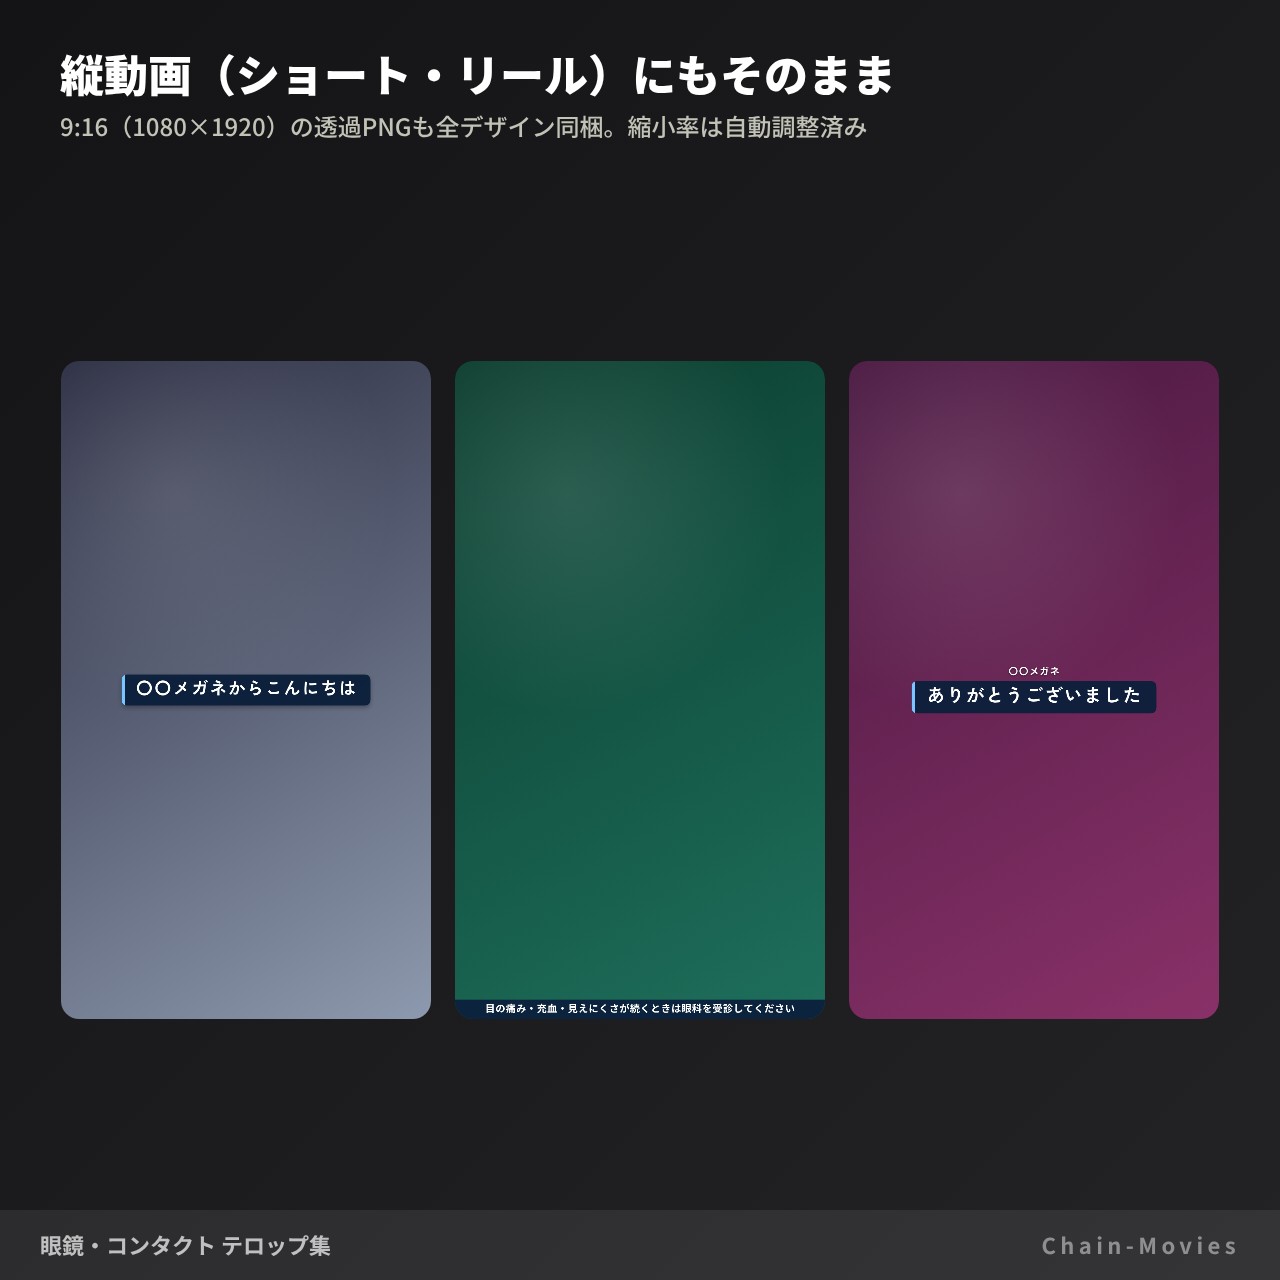 縦動画（ショート・リール）にもそのまま
9:16（1080×1920）の透過PNGも全デザイン同梱。縮小率は自動調整済み
〇〇メガネからこんにちは
目の痛み・充血・見えにくさが続くときは眼科を受診してください
〇〇メガネ
ありがとうございました
眼鏡・コンタクト テロップ集
Chain-Movies